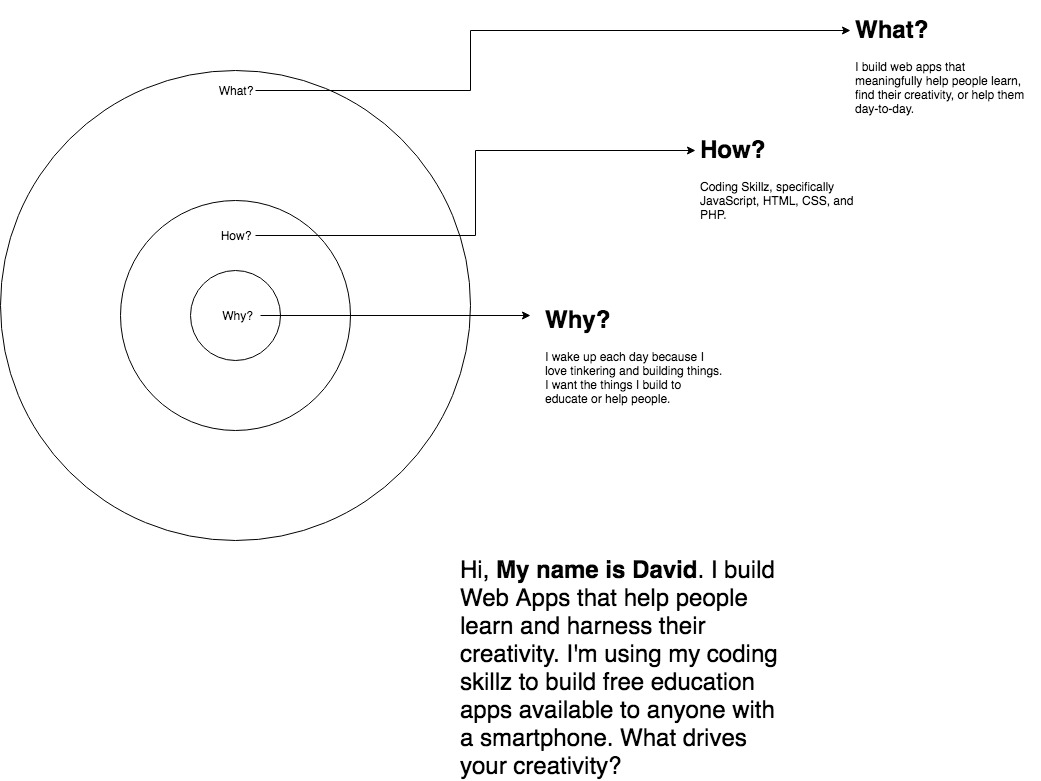 What?
I build web apps that
meaningfully help people learn,
find their creativity, or help them
day-to-day.
What?
How?
Coding Skillz, specifically
JavaScript, HTML, CSS, and
PHP.
How?
Why?
Why?
I wake up each day because I
love tinkering and building things.
I want the things I build to
educate or help people.
Hi, My name is David. I build
Web Apps that help people
learn and harness their
creativity. I'm using my coding
skillz to build free education
apps available to anyone with
a smartphone. What drives
your creativity?